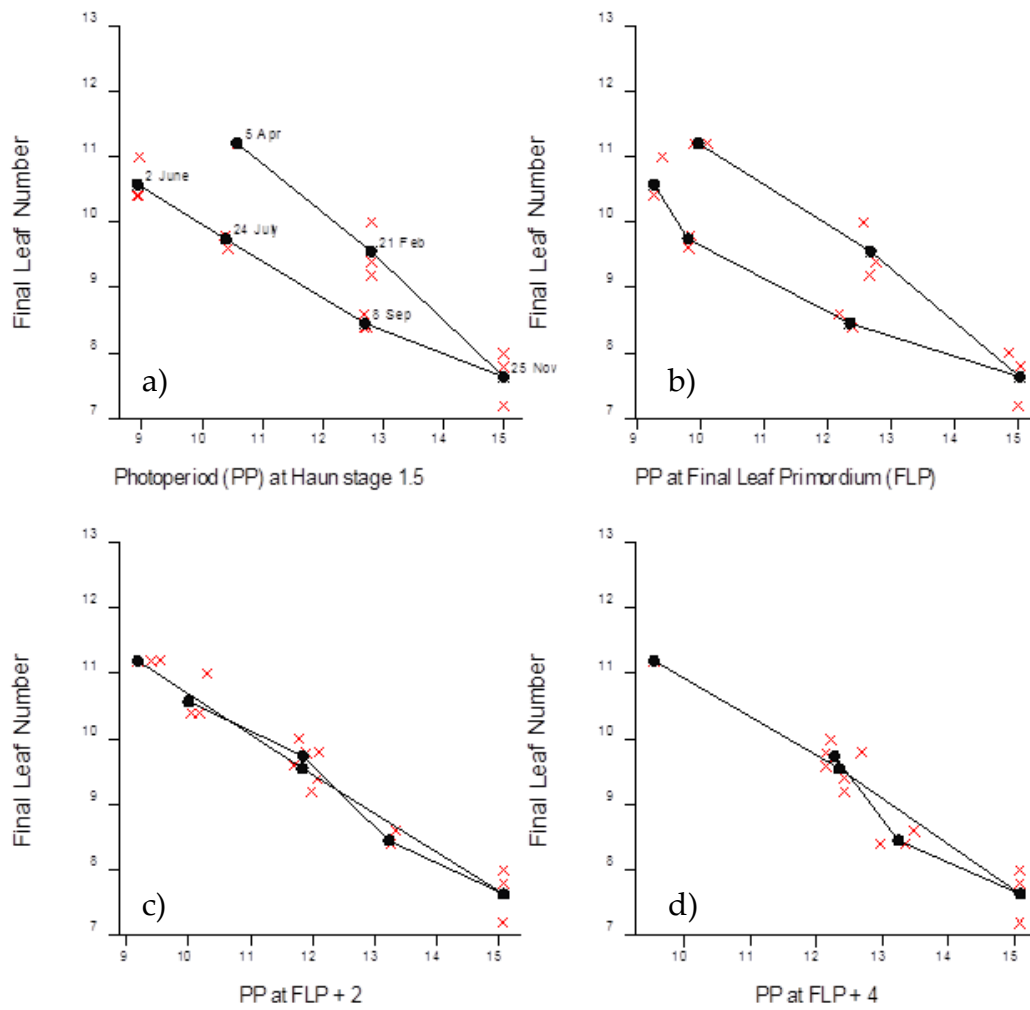 13
12
11
10
9
8
7
Final Leaf Number
5 Apr
2 June
24 July
21 Feb
8 Sep
25 Nov
a)
9 10 11 12 13 14 15
Photoperiod (PP) at Haun stage 1.5
13
12
11
10
9
8
7
Final Leaf Number
b)
9 10 11 12 13 14 15
PP at Final Leaf Primordium (FLP)
13
12
11
10
9
8
7
Final Leaf Number
c)
9 10 11 12 13 14 15
PP at FLP + 2
13
12
11
10
9
8
7
Final Leaf Number
d)
10 11 12 13 14 15
PP at FLP + 4